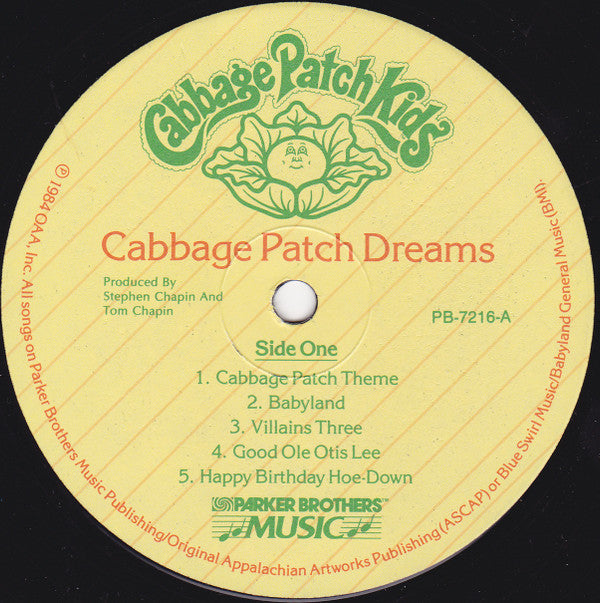 Cabbage Patch Kids
Cabbage Patch Dreams
Produced By
Stephen Chapin And
Tom Chapin
PB-7216-A
Side One
1. Cabbage Patch Theme
2. Babyland
3. Villains Three
4. Good Ole Otis Lee
5. Happy Birthday Hoe-Down
PARKER BROTHERS™
MUSIC
℗ 1984 OAA, Inc. All songs on Parker Brothers Music Publishing/Original Appalachian Artworks Publishing (ASCAP) or Blue Swirl Music/Babyland General Music (BMI).